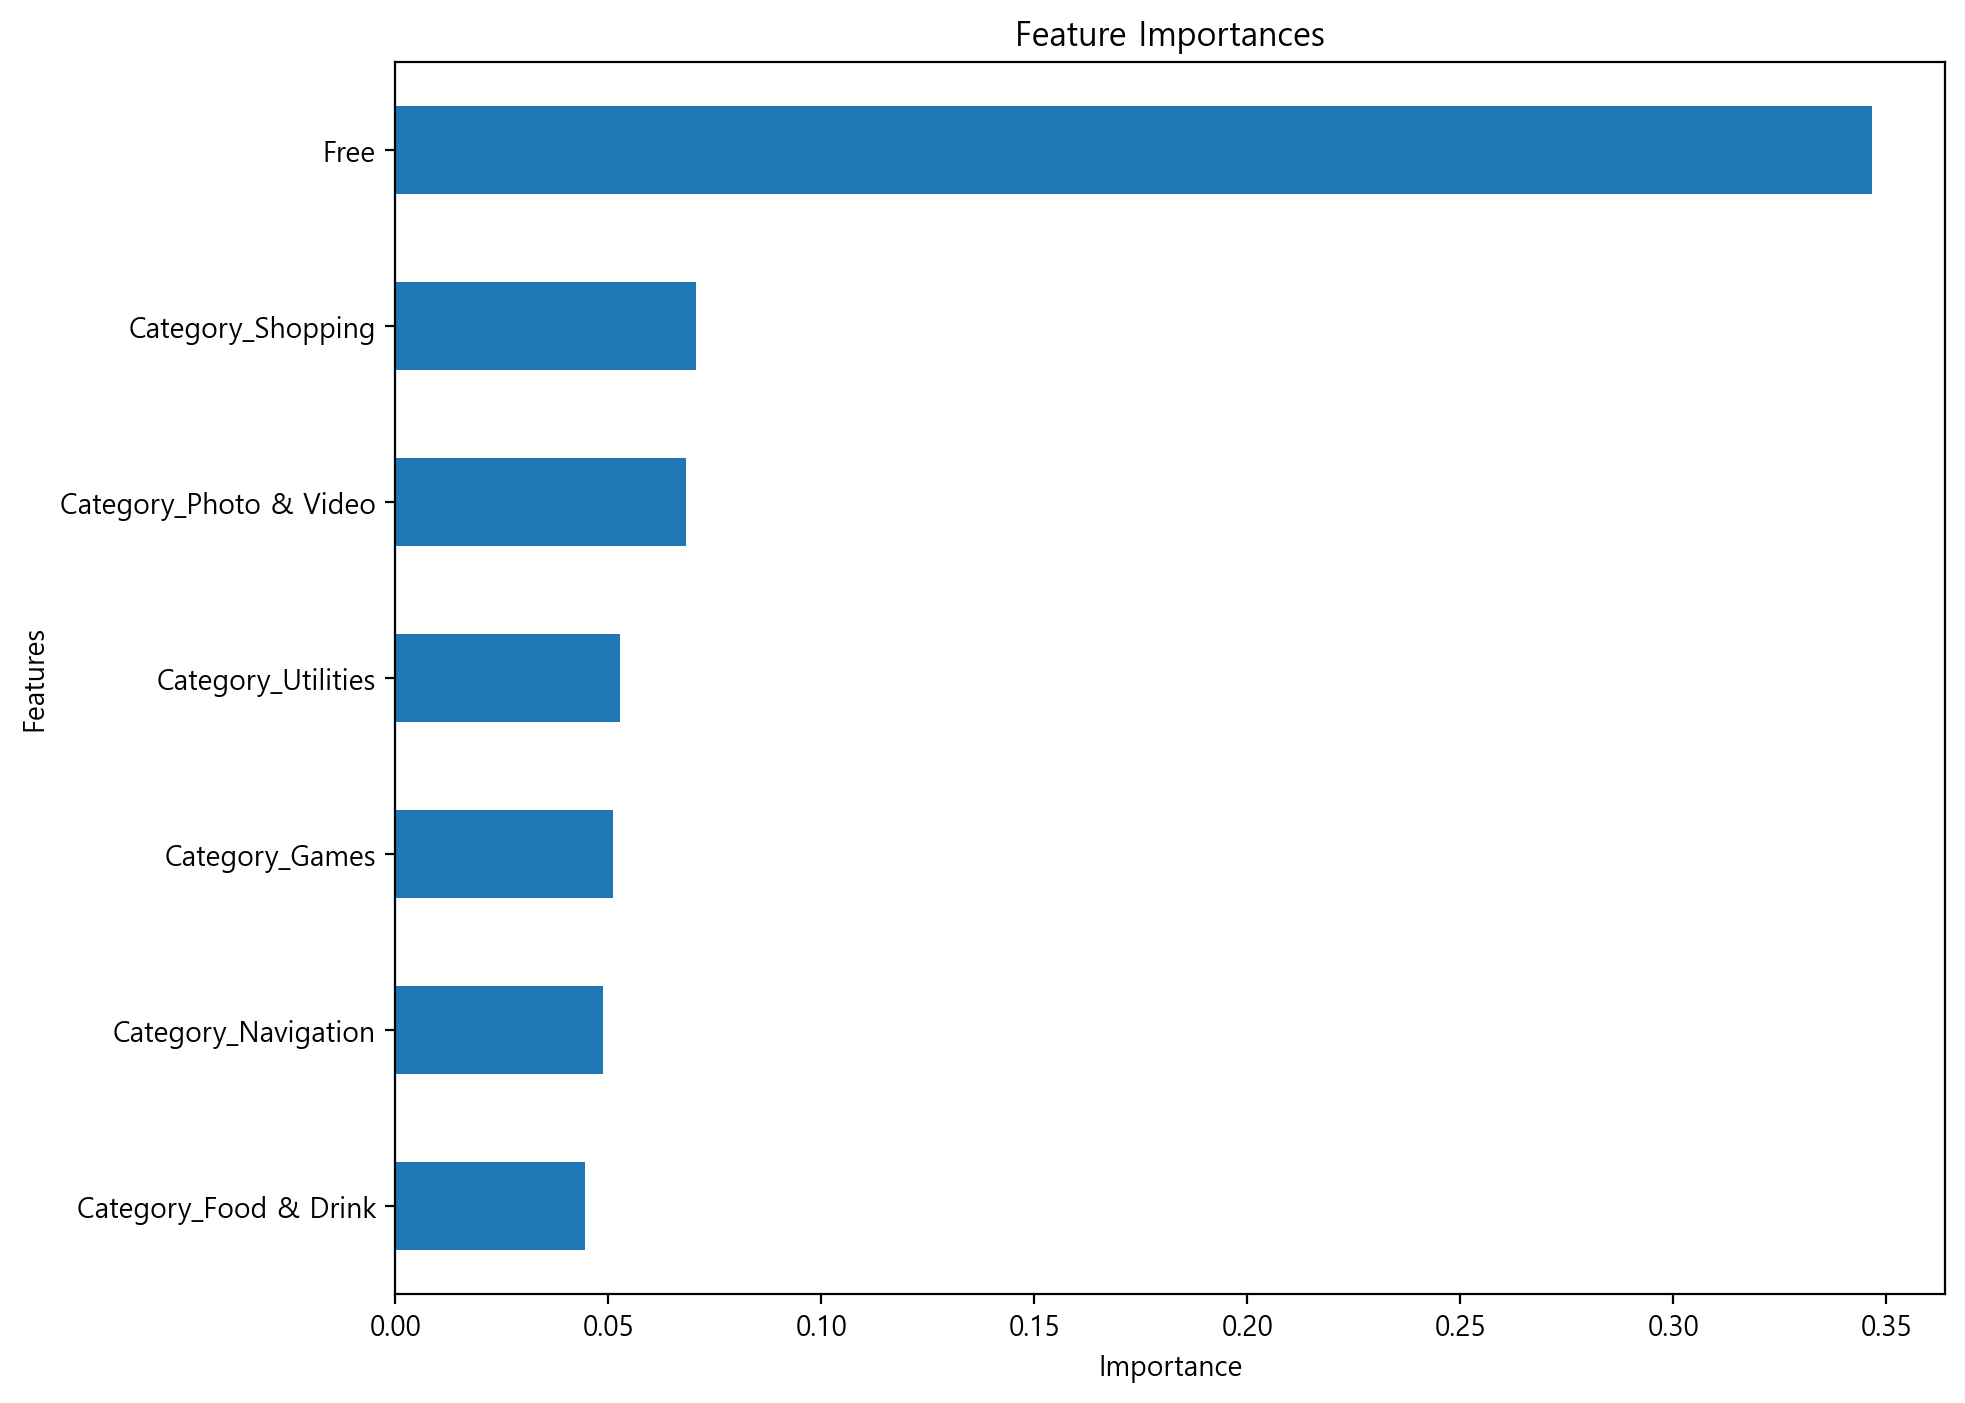 Feature Importances
Free
Category_Shopping
Category_Photo & Video
Category_Utilities
Category_Games
Category_Navigation
Category_Food & Drink
Features
0.00 0.05 0.10 0.15 0.20 0.25 0.30 0.35
Importance